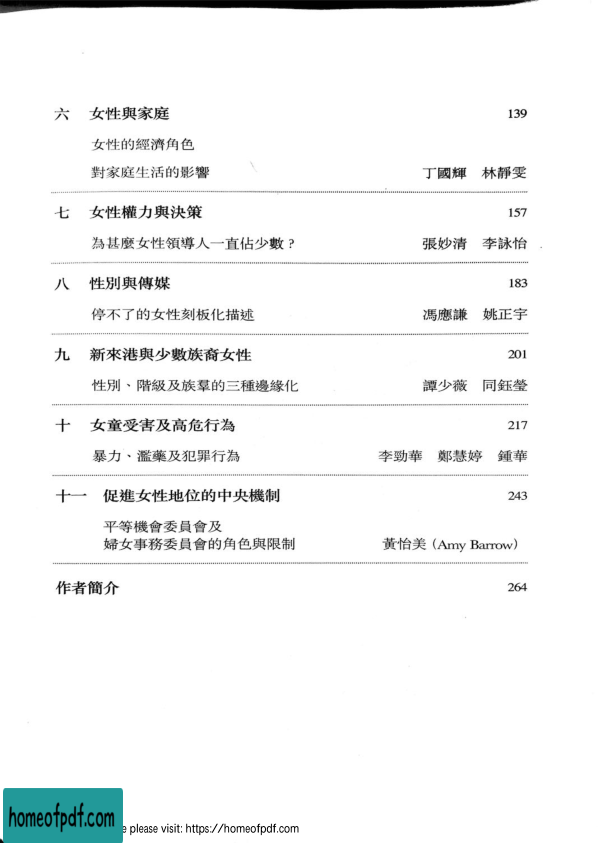 六 女性與家庭 139
女性的經濟角色
對家庭生活的影響 丁國輝 林靜雯
七 女性權力與決策 157
為甚麼女性領導人一直佔少數？ 張妙清 李詠怡
八 性別與傳媒 183
停不了的女性刻板化描述 馮應謙 姚正宇
九 新來港與少數族裔女性 201
性別、階級及族羣的三種邊緣化 譚少薇 同鈺瑩
十 女童受害及高危行為 217
暴力、濫藥及犯罪行為 李勁華 鄭慧婷 鍾華
十一 促進女性地位的中央機制 243
平等機會委員會及
婦女事務委員會的角色與限制 黃怡美（Amy Barrow）
作者簡介 264
homeofpdf.com
e please visit: https://homeofpdf.com